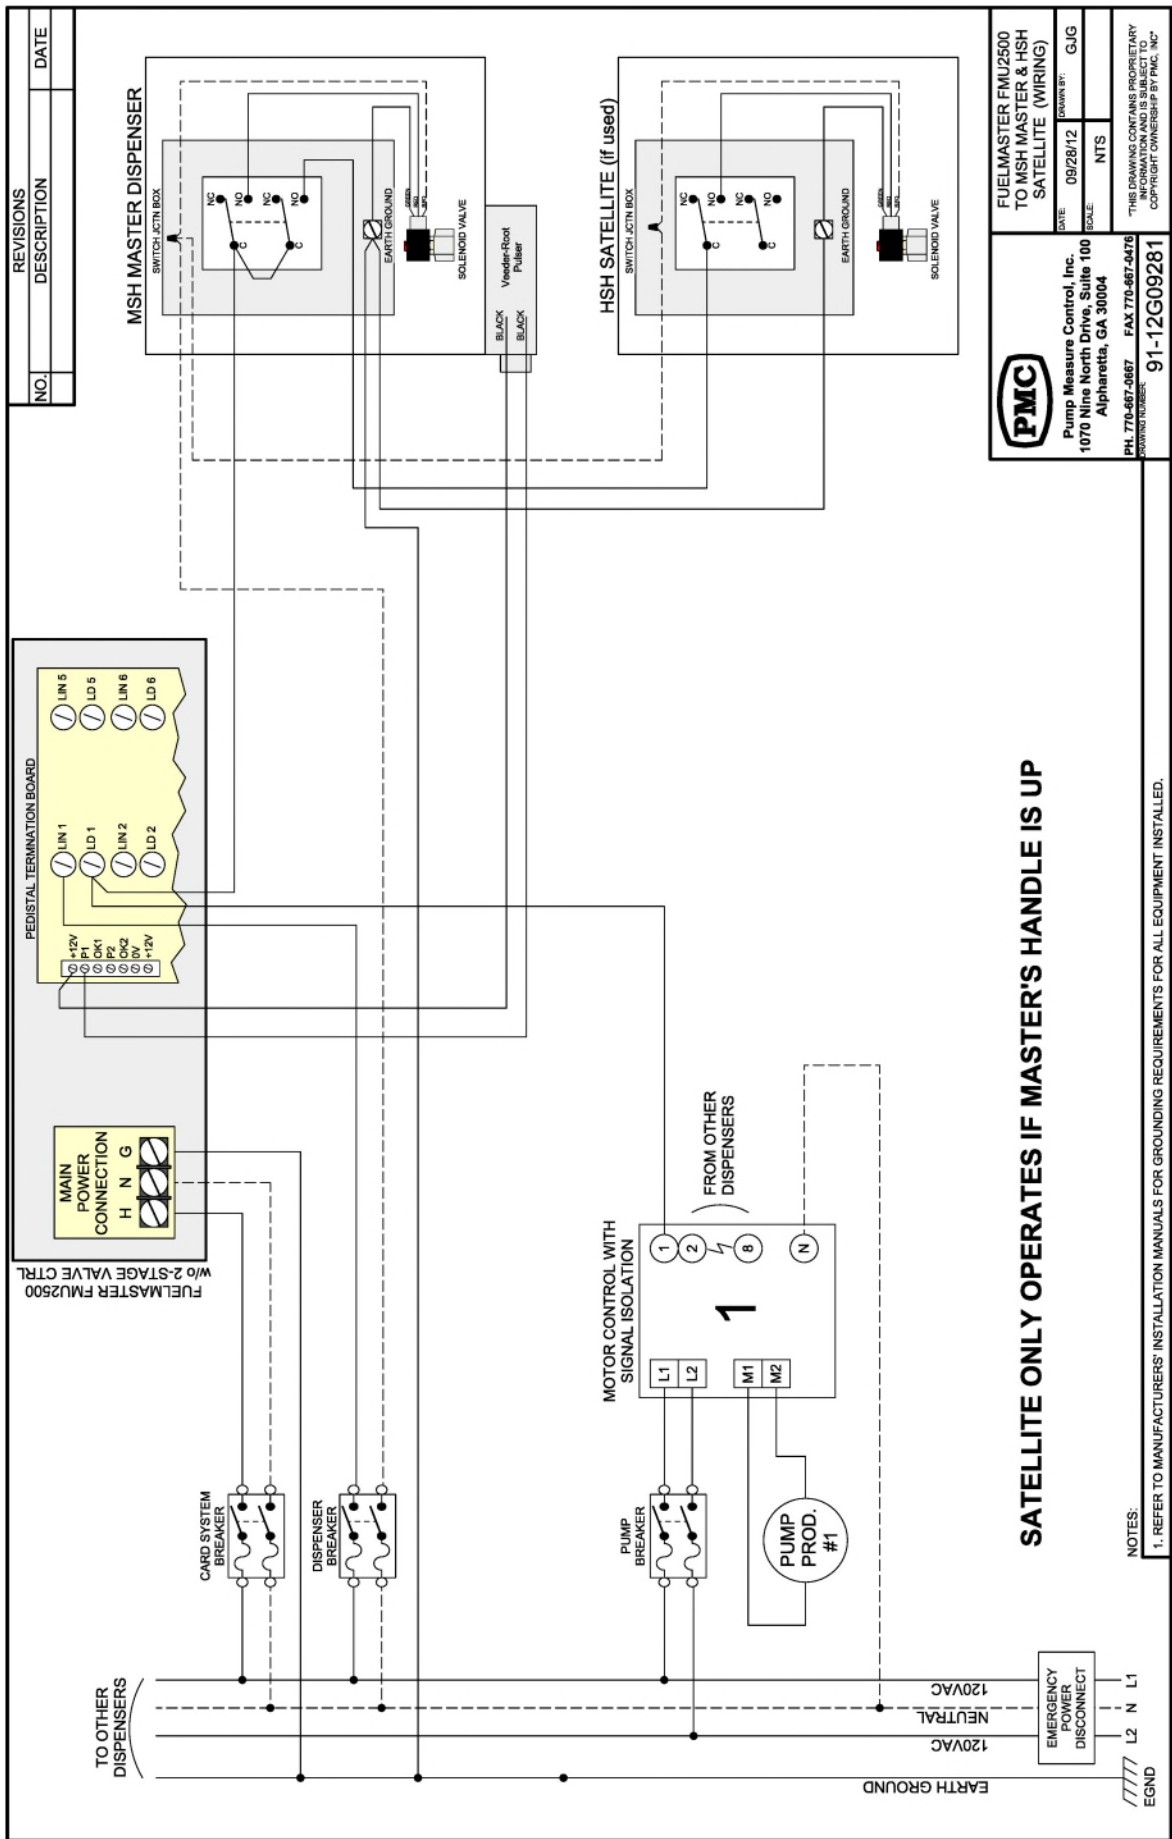 REVISIONS
NO.
DESCRIPTION
DATE
FUELMASTER FMU2500
W/o 2-STAGE VALVE CTRL
MAIN
POWER
CONNECTION
H N G
PEDISTAL TERMNATION BOARD
+12V
P1
OK1
P2
OK2
0V
+12V
LIN 1
LD 1
LIN 2
LD 2
LIN 5
LD 5
LIN 6
LD 6
MSH MASTER DISPENSER
SWITCH JCTN BOX
NC
NO
NC
NO
C
C
EARTH GROUND
GREEN
RED
SOLENOID VALVE
Veeder-Root
Pulser
BLACK
BLACK
HSH SATELLITE (if used)
SWITCH JCTN BOX
NC
NO
NC
NO
C
C
EARTH GROUND
GREEN
RED
SOLENOID VALVE
TO OTHER
DISPENSERS
CARD SYSTEM
BREAKER
DISPENSER
BREAKER
PUMP
BREAKER
MOTOR CONTROL WITH
SIGNAL ISOLATION
L1
L2
M1
M2
1
1
2
8
N
FROM OTHER
DISPENSERS
PUMP
PROD.
#1
120VAC
NEUTRAL
120VAC
EARTH GROUND
EMERGENCY
POWER
DISCONNECT
EGND
L2
N
L1
SATELLITE ONLY OPERATES IF MASTER'S HANDLE IS UP
NOTES:
1. REFER TO MANUFACTURERS' INSTALLATION MANUALS FOR GROUNDING REQUIREMENTS FOR ALL EQUIPMENT INSTALLED.
PMC
Pump Measure Control, Inc.
1070 Nine North Drive, Suite 100
Alpharetta, GA 30004
PH. 770-667-0667 FAX 770-667-0476
DRAWING NUMBER:
91-12G09281
FUELMASTER FMU2500
TO MSH MASTER & HSH
SATELLITE (WIRING)
DATE:
09/28/12
DRAWN BY:
GJG
SCALE:
NTS
"THIS DRAWING CONTAINS PROPRIETARY
INFORMATION AND IS SUBJECT TO
COPYRIGHT OWNERSHIP BY PMC, INC"